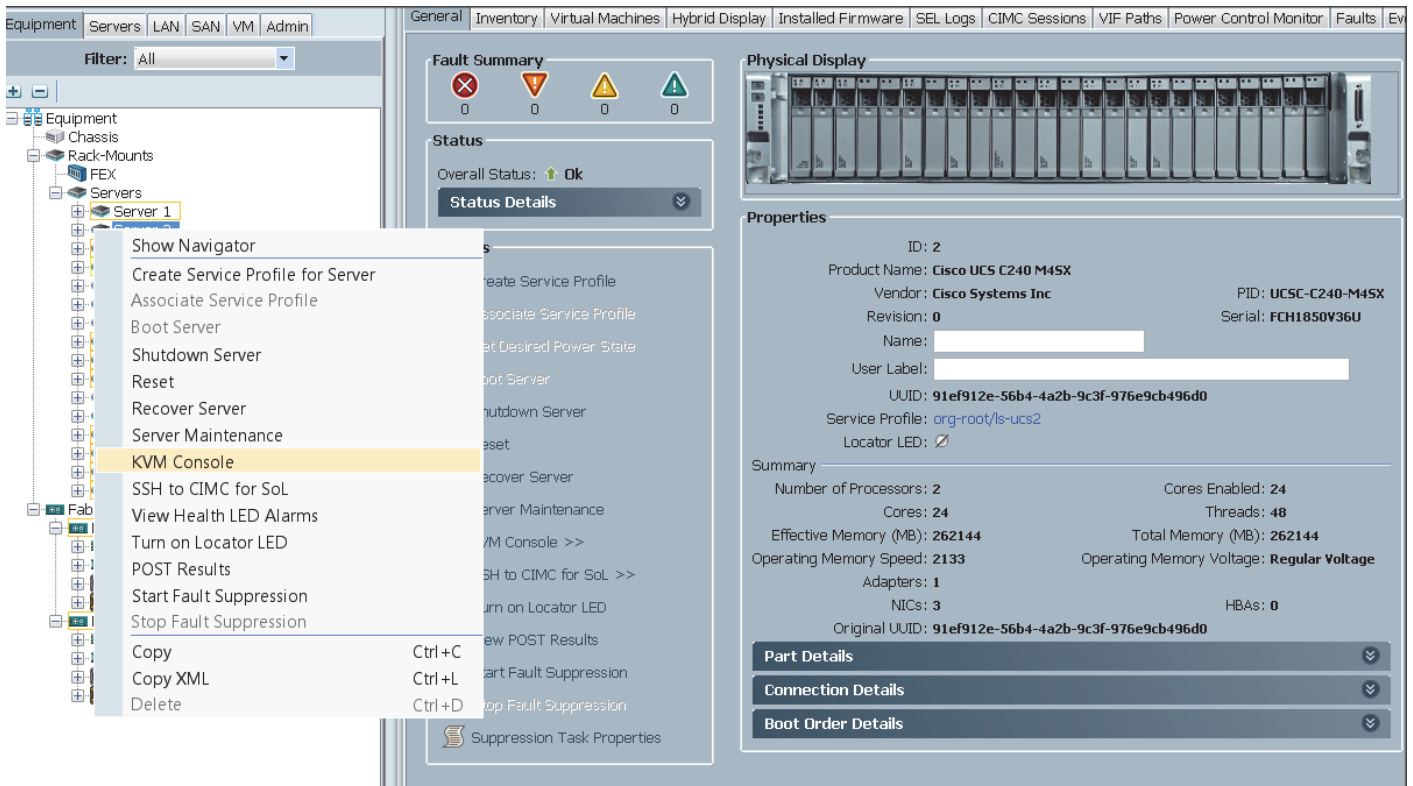 Equipment Servers LAN SAN VM Admin
Filter: All
Equipment
Chassis
Rack-Mounts
FEX
Servers
Server 1
Show Navigator
Create Service Profile for Server
Associate Service Profile
Boot Server
Shutdown Server
Reset
Recover Server
Server Maintenance
KVM Console
SSH to CIMC for SoL
View Health LED Alarms
Turn on Locator LED
POST Results
Start Fault Suppression
Stop Fault Suppression
Copy Ctrl+C
Copy XML Ctrl+L
Delete Ctrl+D
Fab
General Inventory Virtual Machines Hybrid Display Installed Firmware SEL Logs CIMC Sessions VIF Paths Power Control Monitor Faults Ev
Fault Summary
0 0 0 0
Status
Overall Status: Ok
Status Details
s
reate Service Profile
ssociate Service Profile
et Desired Power State
oot Server
hutdown Server
eset
ecover Server
erver Maintenance
VM Console >>
SH to CIMC for SoL >>
urn on Locator LED
ew POST Results
art Fault Suppression
top Fault Suppression
Suppression Task Properties
Physical Display
Properties
ID: 2
Product Name: Cisco UCS C240 M4SX
Vendor: Cisco Systems Inc PID: UCSC-C240-M4SX
Revision: 0 Serial: FCH1850V36U
Name:
User Label:
UUID: 91ef912e-56b4-4a2b-9c3f-976e9cb496d0
Service Profile: org-root/ls-ucs2
Locator LED:
Summary
Number of Processors: 2 Cores Enabled: 24
Cores: 24 Threads: 48
Effective Memory (MB): 262144 Total Memory (MB): 262144
Operating Memory Speed: 2133 Operating Memory Voltage: Regular Voltage
Adapters: 1
NICs: 3 HBAs: 0
Original UUID: 91ef912e-56b4-4a2b-9c3f-976e9cb496d0
Part Details
Connection Details
Boot Order Details